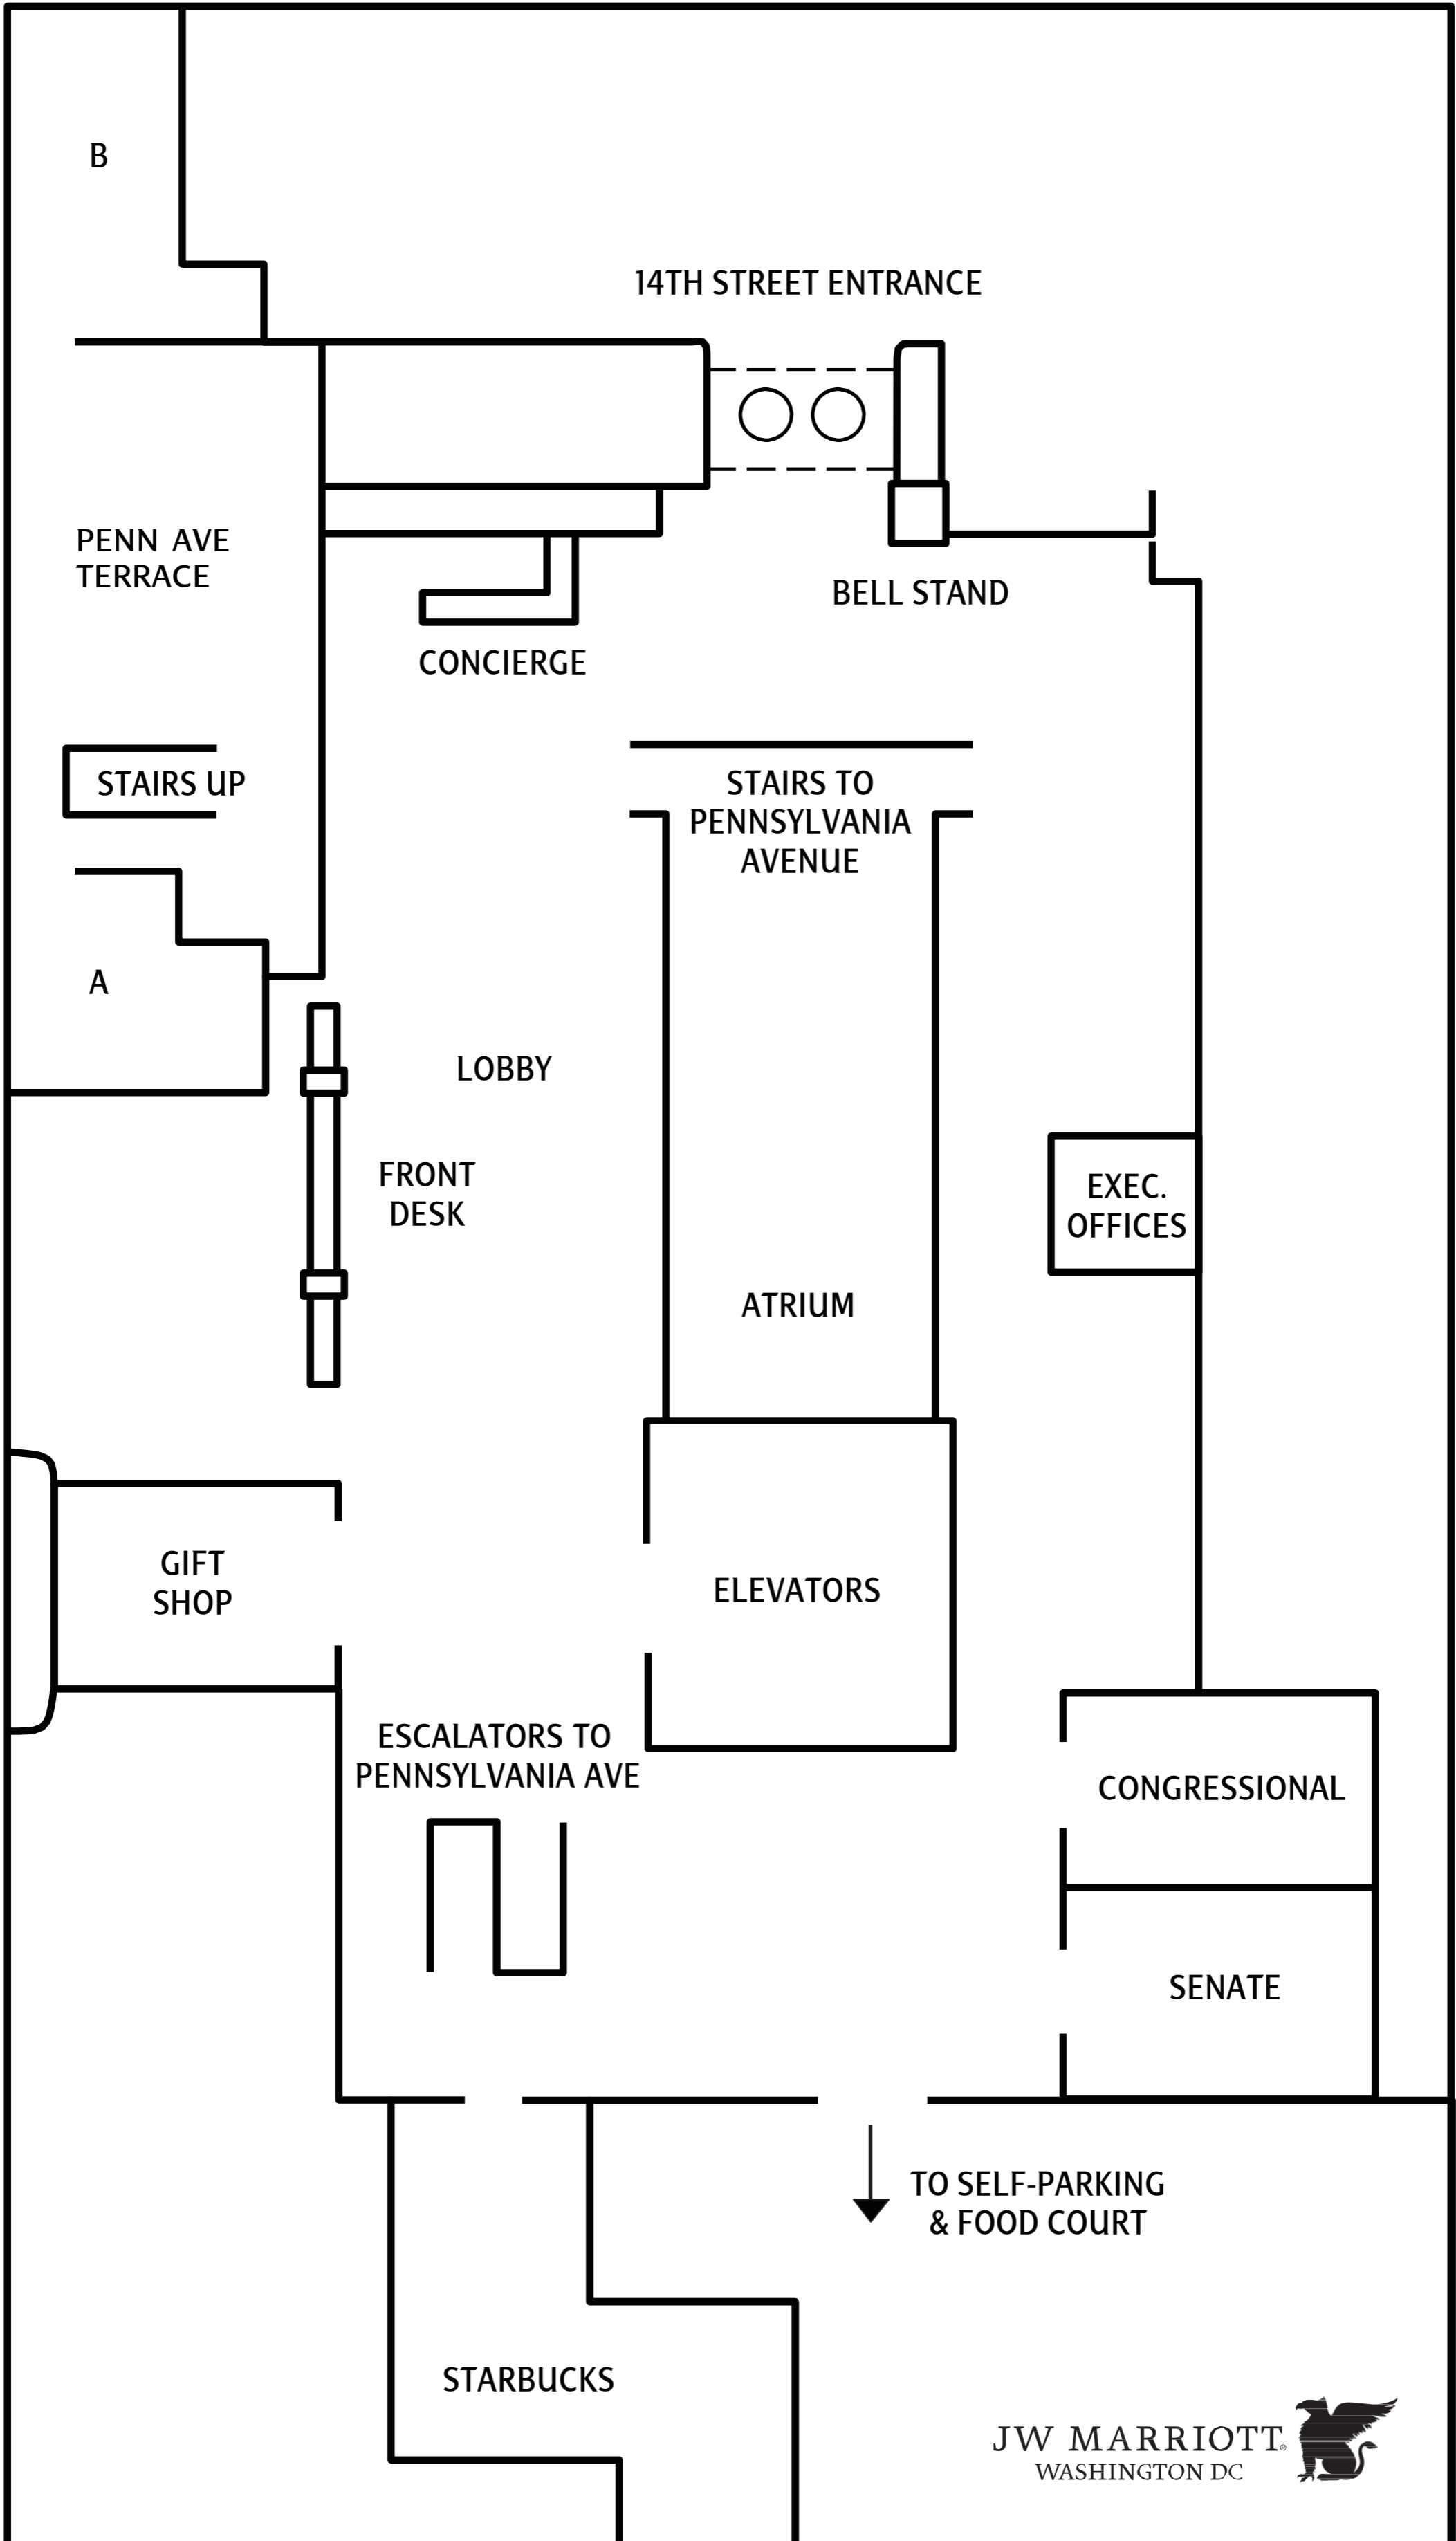 B
14TH STREET ENTRANCE
PENN AVE
TERRACE
BELL STAND
CONCIERGE
STAIRS UP
STAIRS TO
PENNSYLVANIA
AVENUE
A
LOBBY
FRONT
DESK
EXEC.
OFFICES
ATRIUM
GIFT
SHOP
ELEVATORS
ESCALATORS TO
PENNSYLVANIA AVE
CONGRESSIONAL
SENATE
TO SELF-PARKING
& FOOD COURT
STARBUCKS
JW MARRIOTT®
WASHINGTON DC